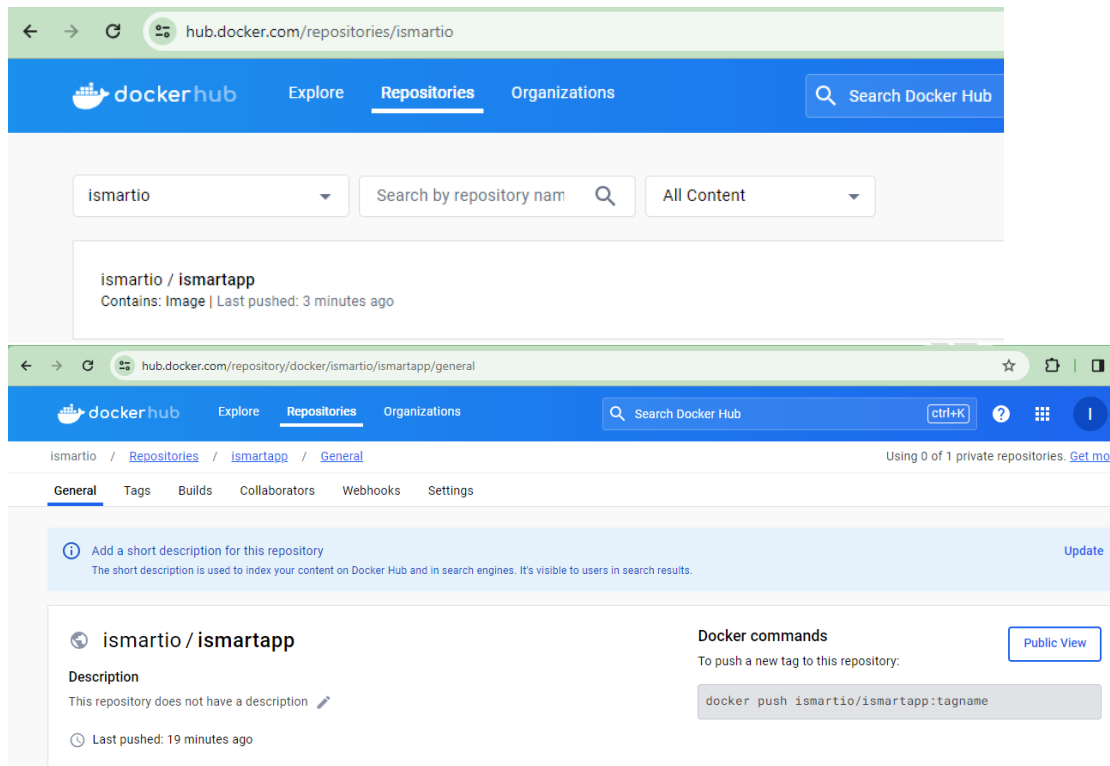 hub.docker.com/repositories/ismartio
dockerhub Explore Repositories Organizations Search Docker Hub
ismartio Search by repository nam All Content
ismartio / ismartapp
Contains: Image | Last pushed: 3 minutes ago
hub.docker.com/repository/docker/ismartio/ismartapp/general
dockerhub Explore Repositories Organizations Search Docker Hub ctrl+K ? I
ismartio / Repositories / ismartapp / General Using 0 of 1 private repositories. Get mo
General Tags Builds Collaborators Webhooks Settings
Add a short description for this repository Update
The short description is used to index your content on Docker Hub and in search engines. It's visible to users in search results.
ismartio / ismartapp Docker commands Public View
To push a new tag to this repository:
Description
This repository does not have a description docker push ismartio/ismartapp:tagname
Last pushed: 19 minutes ago